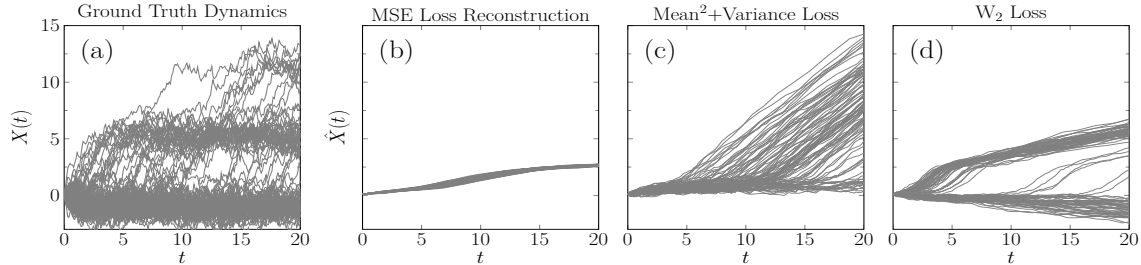 Ground Truth Dynamics
MSE Loss Reconstruction
Mean²+Variance Loss
W₂ Loss
(a)
(b)
(c)
(d)
15
10
5
0
X(t)
X̂(t)
0 5 10 15 20
0 5 10 15 20
0 5 10 15 20
0 5 10 15 20
t
t
t
t